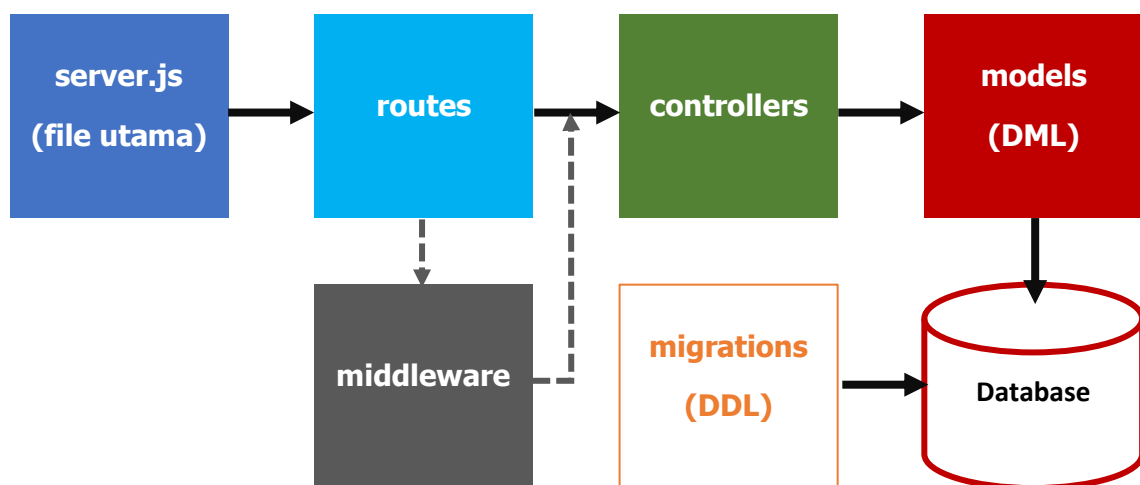 server.js
(file utama)
routes
controllers
models
(DML)
middleware
migrations
(DDL)
Database